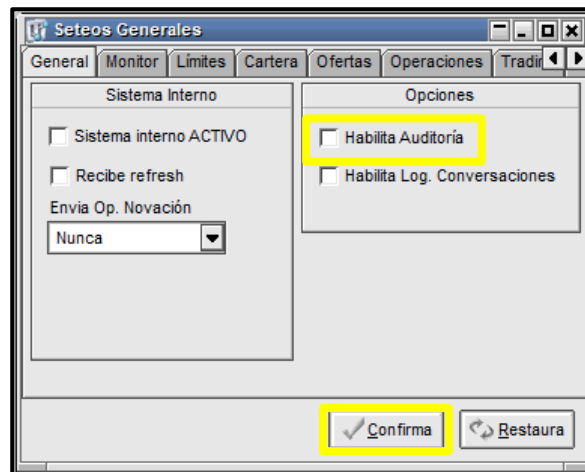 Seteos Generales
General Monitor Límites Cartera Ofertas Operaciones
Sistema Interno
Sistema interno ACTIVO
Recibe refresh
Envia Op. Novación
Nunca
Opciones
Habilita Auditoría
Habilita Log. Conversaciones
Confirma Restaura